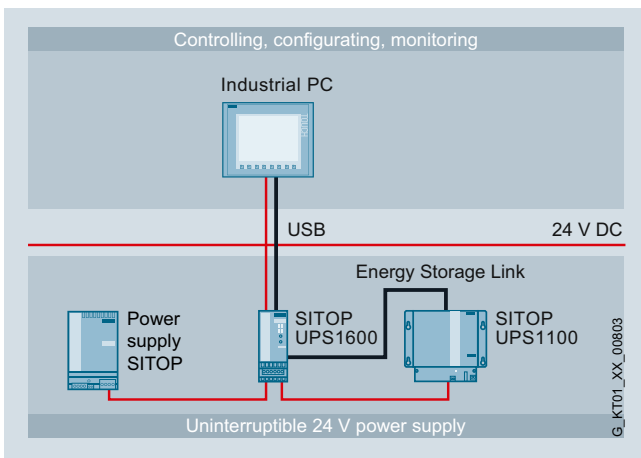 Controlling, configurating, monitoring
Industrial PC
USB
24 V DC
Energy Storage Link
Power
supply
SITOP
SITOP
UPS1600
SITOP
UPS1100
G_KT01_XX_00803
Uninterruptible 24 V power supply